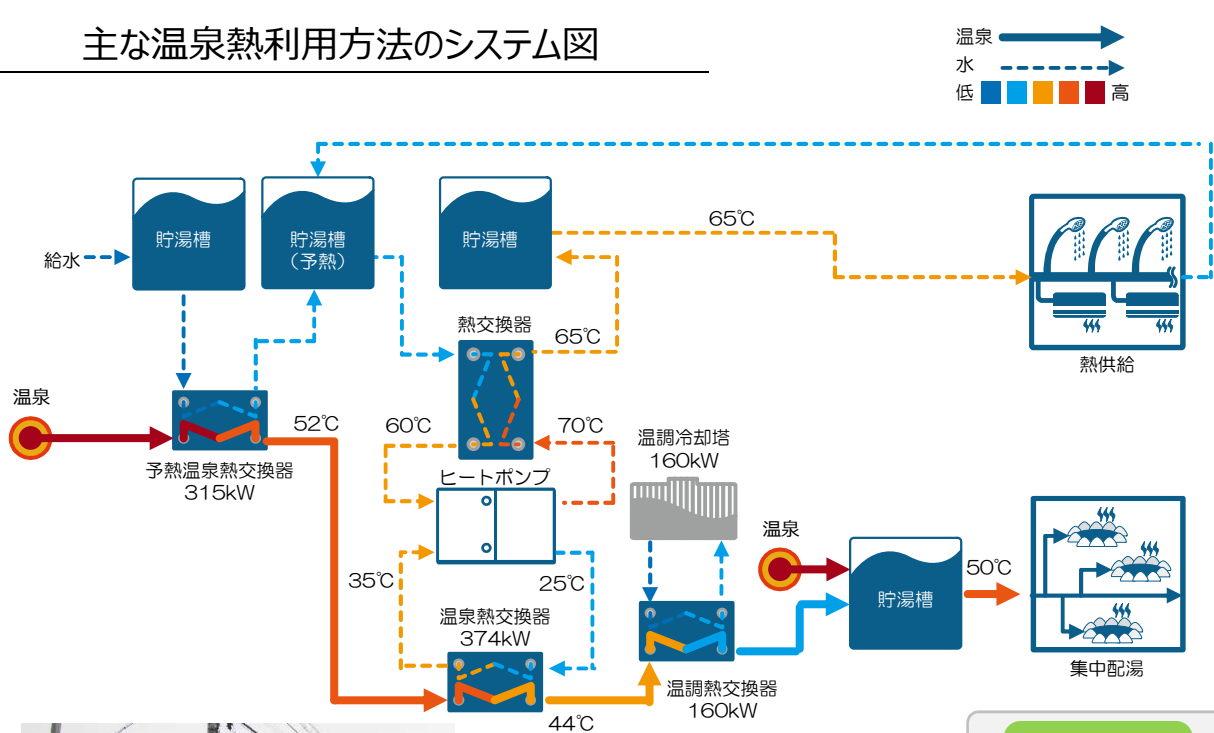 主な温泉熱利用方法のシステム図
温泉
水
低
高
貯湯槽
貯湯槽
（予熱）
貯湯槽
給水
65℃
熱交換器
65℃
熱供給
温泉
52℃
60℃
70℃
温調冷却塔
160kW
予熱温泉熱交換器
315kW
ヒートポンプ
温泉
35℃
25℃
50℃
貯湯槽
温泉熱交換器
374kW
集中配湯
温調熱交換器
160kW
44℃